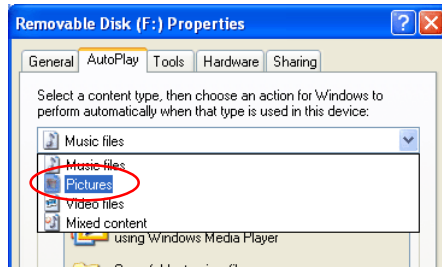 Removable Disk (F:) Properties
General AutoPlay Tools Hardware Sharing
Select a content type, then choose an action for Windows to
perform automatically when that type is used in this device:
Music files
Music files
Pictures
Video files
Mixed content
using Windows Media Player